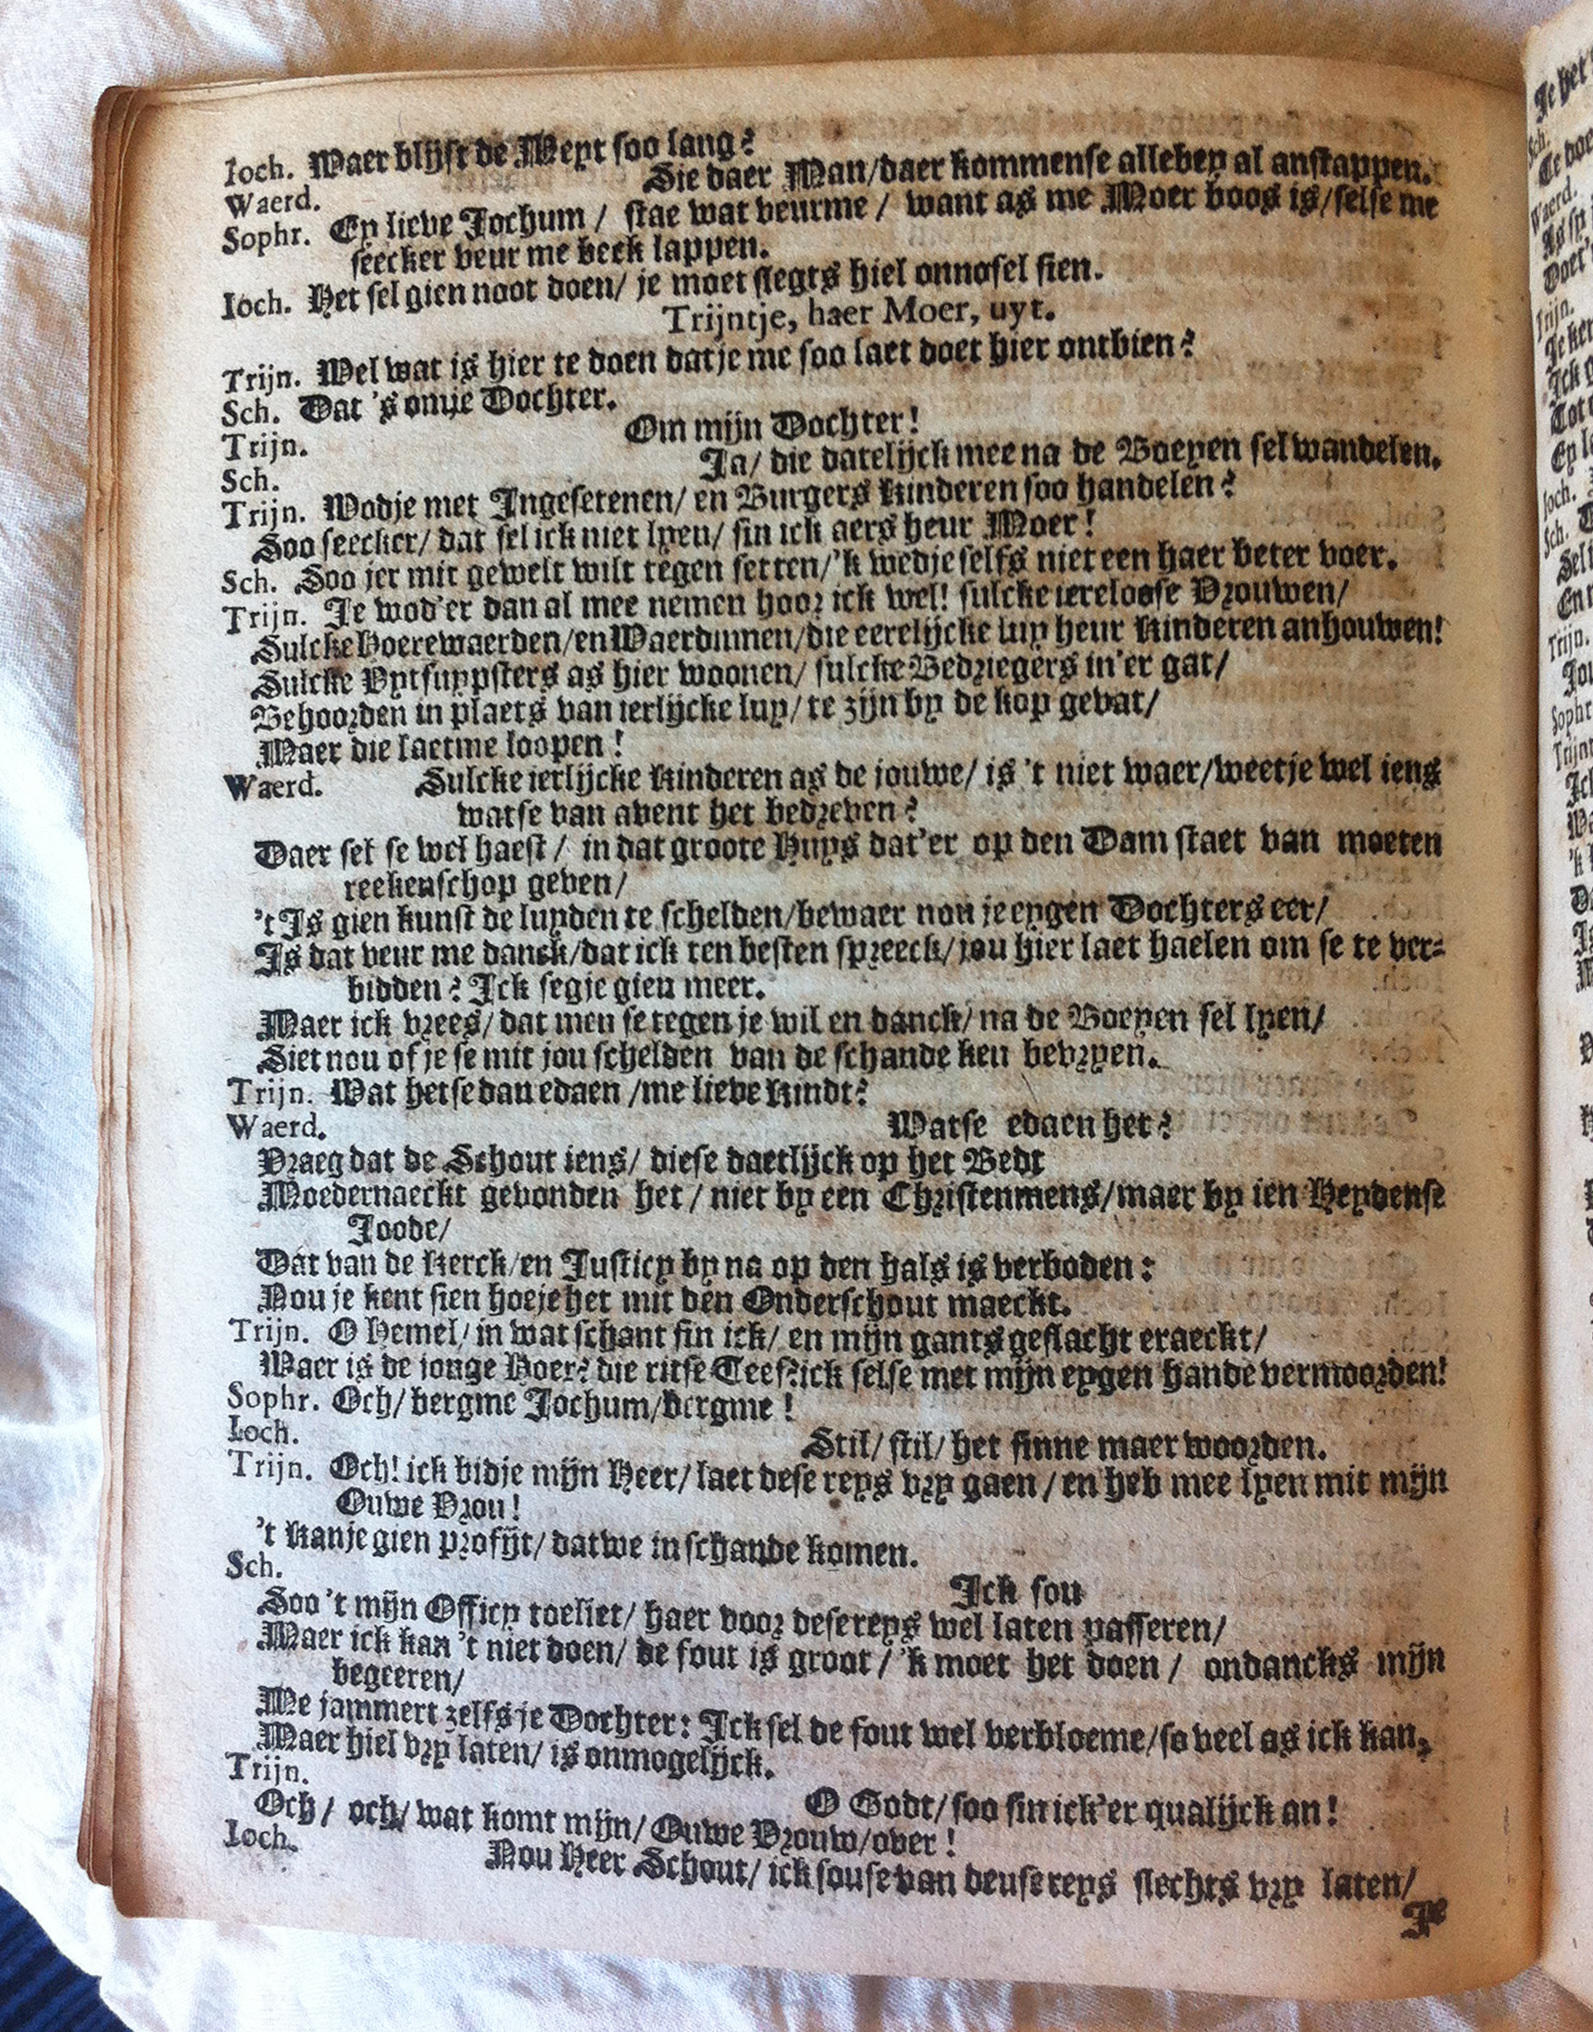 Ioch. Waer blijft de Meyt soo lang?
Waerd. Sie daer Man/daer kommense allebey al anstappen.
Sophr. Ey lieve Jochum / stae wat veurme / want as me Moer boos is/selse me
seecker veur me beck lappen.
Ioch. Het sel gien noot doen/ je moet slegts hiel onnosel sien.
Trijntje, haer Moer, uyt.
Trijn. Wel wat is hier te doen datje me soo laet doet hier ontbien?
Sch. Dat 's omje Dochter.
Trijn. Om mijn Dochter!
Sch. Ja/ die datelijck mee na de Boeyen sel wandelen.
Trijn. Wodje met Ingesetenen/ en Burgers kinderen soo handelen?
Soo seecker/ dat sel ick niet lyen/ sin ick aers heur Moer!
Sch. Soo jer mit gewelt wilt tegen setten/'k wedje selfs niet een haer beter voer.
Trijn. Je wod'er dan al mee nemen hoor ick wel! sulcke iereloose Vrouwen/
Sulcke Hoerewaerden/en Waerdinnen/die eerelijcke luy heur kinderen anhouwen!
Sulcke Uytsuypsters as hier woonen/ sulcke Bedriegers in'er gat/
Behoorden in plaets van ierlijcke luy/ te zijn by de kop gevat/
Maer die laetme loopen!
Waerd. Sulcke ierlijcke kinderen as de jouwe/ is 't niet waer/weetje wel iens
watse van avent het bedreven?
Daer sel se wel haest / in dat groote Huys dat'er op den Dam staet van moeten
reekenschop geven/
't Is gien kunst de luyden te schelden/bewaer nou je eygen Dochters eer/
Is dat veur me danck/dat ick ten besten spreeck/jou hier laet haelen om se te ver-
bidden? Ick segje gien meer.
Maer ick vrees/ dat men se tegen je wil en danck/ na de Boeyen sel lyen/
Siet nou of je se mit jou schelden van de schande ken bevryen.
Trijn. Wat hetse dan edaen /me lieve kindt?
Waerd. Watse edaen het?
Vraeg dat de Schout iens/ diese daetlijck op het Bedt
Moedernaeckt gevonden het / niet by een Christenmens/maer by ien Heydense
Joode/
Dat van de Kerck/en Justicy by na op den hals is verboden:
Nou je kent sien hoeje het mit den Onderschout maeckt.
Trijn. O Hemel/ in wat schant sin ick/ en mijn gants geslacht eraeckt/
Waer is de jonge Hoer? die ritse Teef?ick selse met mijn eygen hande vermoorden!
Sophr. Och/ bergme Jochum/bergme!
Ioch. Stil/ stil/ het sinne maer woorden.
Trijn. Och! ick bidje mijn Heer/ laet dese reys vry gaen / en heb mee lyen mit mijn
Ouwe Vrou!
't Kanje gien profijt/ datwe in schande komen.
Sch. Ick sou
Soo 't mijn Officy toeliet/ haer voor dese reys wel laten passeren/
Maer ick kan 't niet doen/ de fout is groot / 'k moet het doen / ondancks mijn
begeeren/
Me jammert zelfs je Dochter: Ick sel de fout wel verbloeme/so veel as ick kan,
Maer hiel vry laten/ is onmogelijck.
Trijn. O Godt/ soo sin ick'er qualijck an!
Och/ och/ wat komt mijn/ Ouwe Vrouw/over!
Ioch. Nou Heer Schout/ ick souse van deuse reys slechts vry laten/
Je